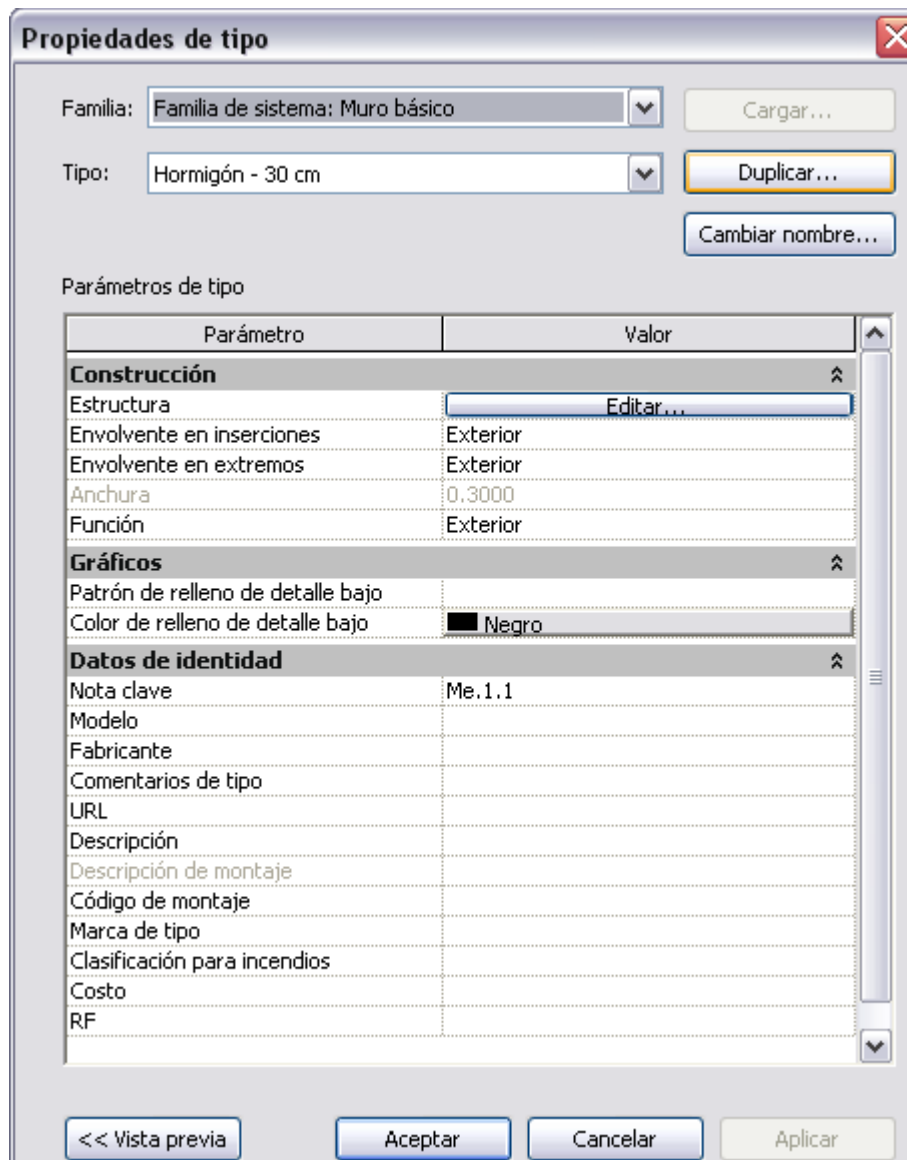 Propiedades de tipo
Familia: Familia de sistema: Muro básico Cargar...
Tipo: Hormigón - 30 cm Duplicar...
Cambiar nombre...
Parámetros de tipo
Parámetro Valor
Construcción
Estructura Editar...
Envolvente en inserciones Exterior
Envolvente en extremos Exterior
Anchura 0.3000
Función Exterior
Gráficos
Patrón de relleno de detalle bajo
Color de relleno de detalle bajo Negro
Datos de identidad
Nota clave Me.1.1
Modelo
Fabricante
Comentarios de tipo
URL
Descripción
Descripción de montaje
Código de montaje
Marca de tipo
Clasificación para incendios
Costo
RF
<< Vista previa Aceptar Cancelar Aplicar